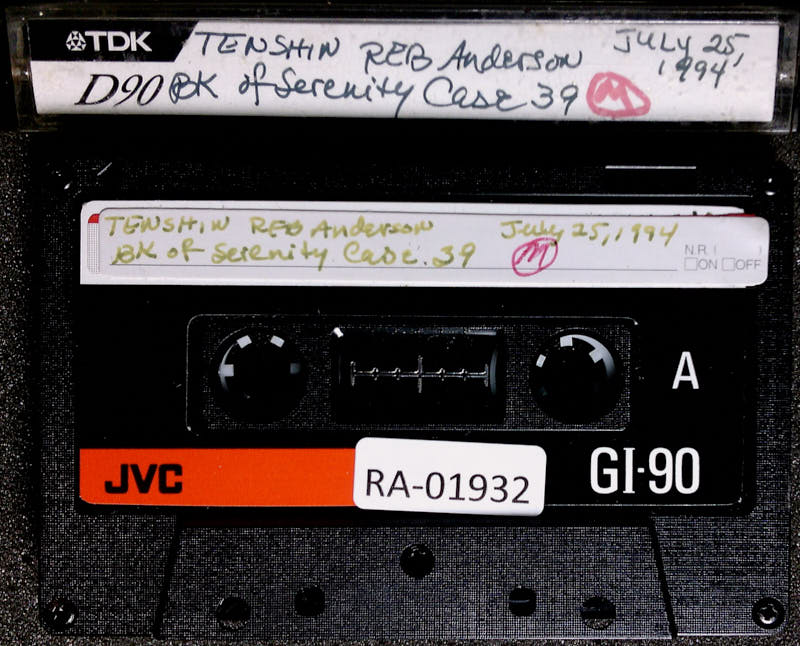 TDK TENSHIN REB Anderson JULY 25, 1994
D90 BK of Serenity Case 39 M
TENSHIN REB Anderson July 25, 1994
BK of Serenity Case. 39 M
N.R. ( )
ON OFF
A
JVC RA-01932 GI-90